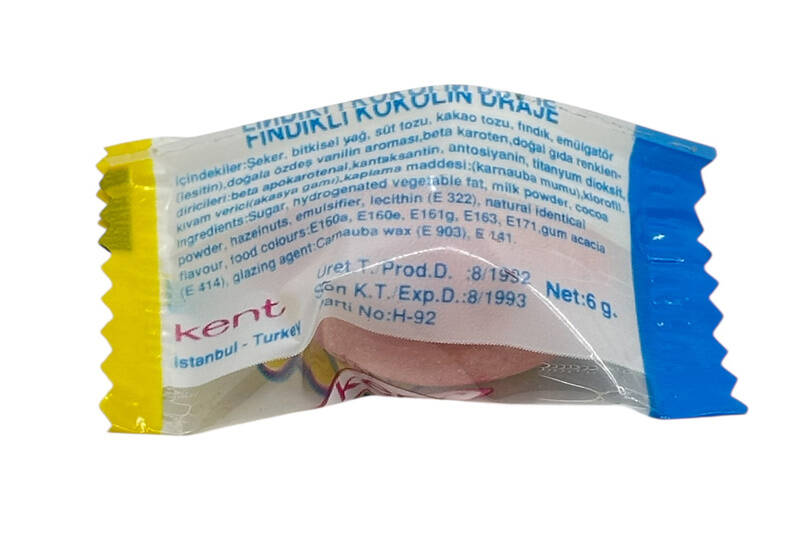 FINDIKLI KOKOLİN DRAJE
İçindekiler:Şeker, bitkisel yağ, süt tozu, kakao tozu, fındık, emülgatör
(lesitin),doğala özdeş vanilin aroması,beta karoten,doğal gıda renklen-
diricileri:beta apokarotenal,kantaksantin, antosiyanin, titanyum dioksit,
kıvam verici(akasya gamı),kaplama maddesi:(karnauba mumu),klorofil.
Ingredients:Sugar, hydrogenated vegetable fat, milk powder, cocoa
powder, hazelnuts, emulsifier, lecithin (E 322), natural identical
flavour, food colours:E160a, E160e, E161g, E163, E171,gum acacia
(E 414), glazing agent:Carnauba wax (E 903), E 141.
Üret T./Prod.D. :8/1992
Son K.T./Exp.D.:8/1993
Parti No:H-92
Net:6 g.
kent
İstanbul - Turkey